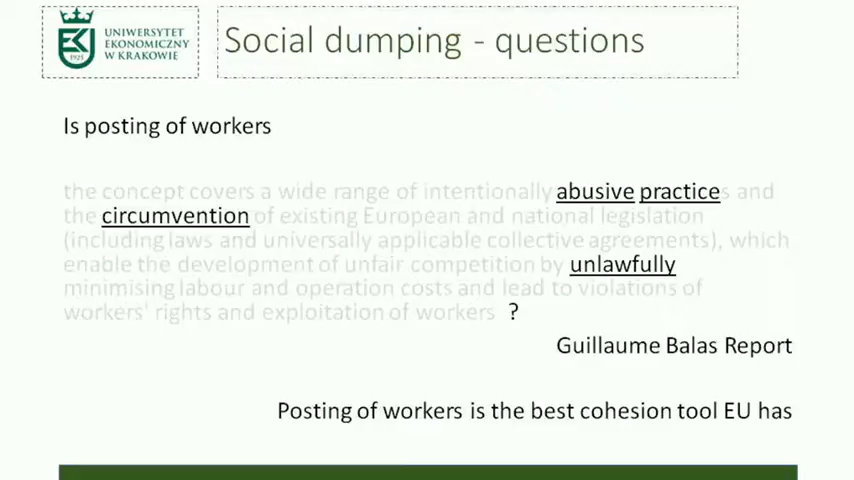 UNIWERSYTET
EKONOMICZNY
W KRAKOWIE
1925
Social dumping - questions
Is posting of workers
the concept covers a wide range of intentionally abusive practices and
the circumvention of existing European and national legislation
(including laws and universally applicable collective agreements), which
enable the development of unfair competition by unlawfully
minimising labour and operation costs and lead to violations of
workers' rights and exploitation of workers ?
Guillaume Balas Report
Posting of workers is the best cohesion tool EU has